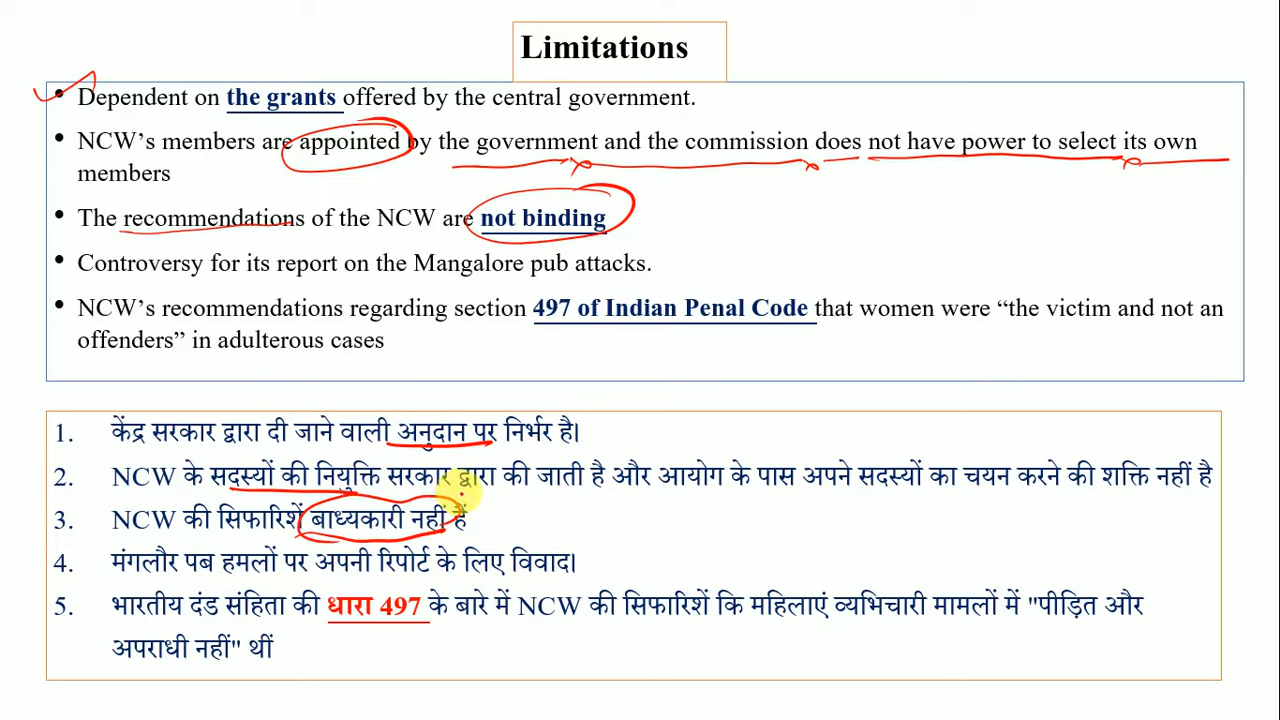 Limitations
• Dependent on the grants offered by the central government.
• NCW's members are appointed by the government and the commission does not have power to select its own
members
• The recommendations of the NCW are not binding
• Controversy for its report on the Mangalore pub attacks.
• NCW's recommendations regarding section 497 of Indian Penal Code that women were “the victim and not an
offenders” in adulterous cases
1. केंद्र सरकार द्वारा दी जाने वाली अनुदान पर निर्भर है।
2. NCW के सदस्यों की नियुक्ति सरकार द्वारा की जाती है और आयोग के पास अपने सदस्यों का चयन करने की शक्ति नहीं है
3. NCW की सिफारिशें बाध्यकारी नहीं हैं
4. मंगलौर पब हमलों पर अपनी रिपोर्ट के लिए विवाद।
5. भारतीय दंड संहिता की धारा 497 के बारे में NCW की सिफारिशें कि महिलाएं व्यभिचारी मामलों में "पीड़ित और
अपराधी नहीं" थीं